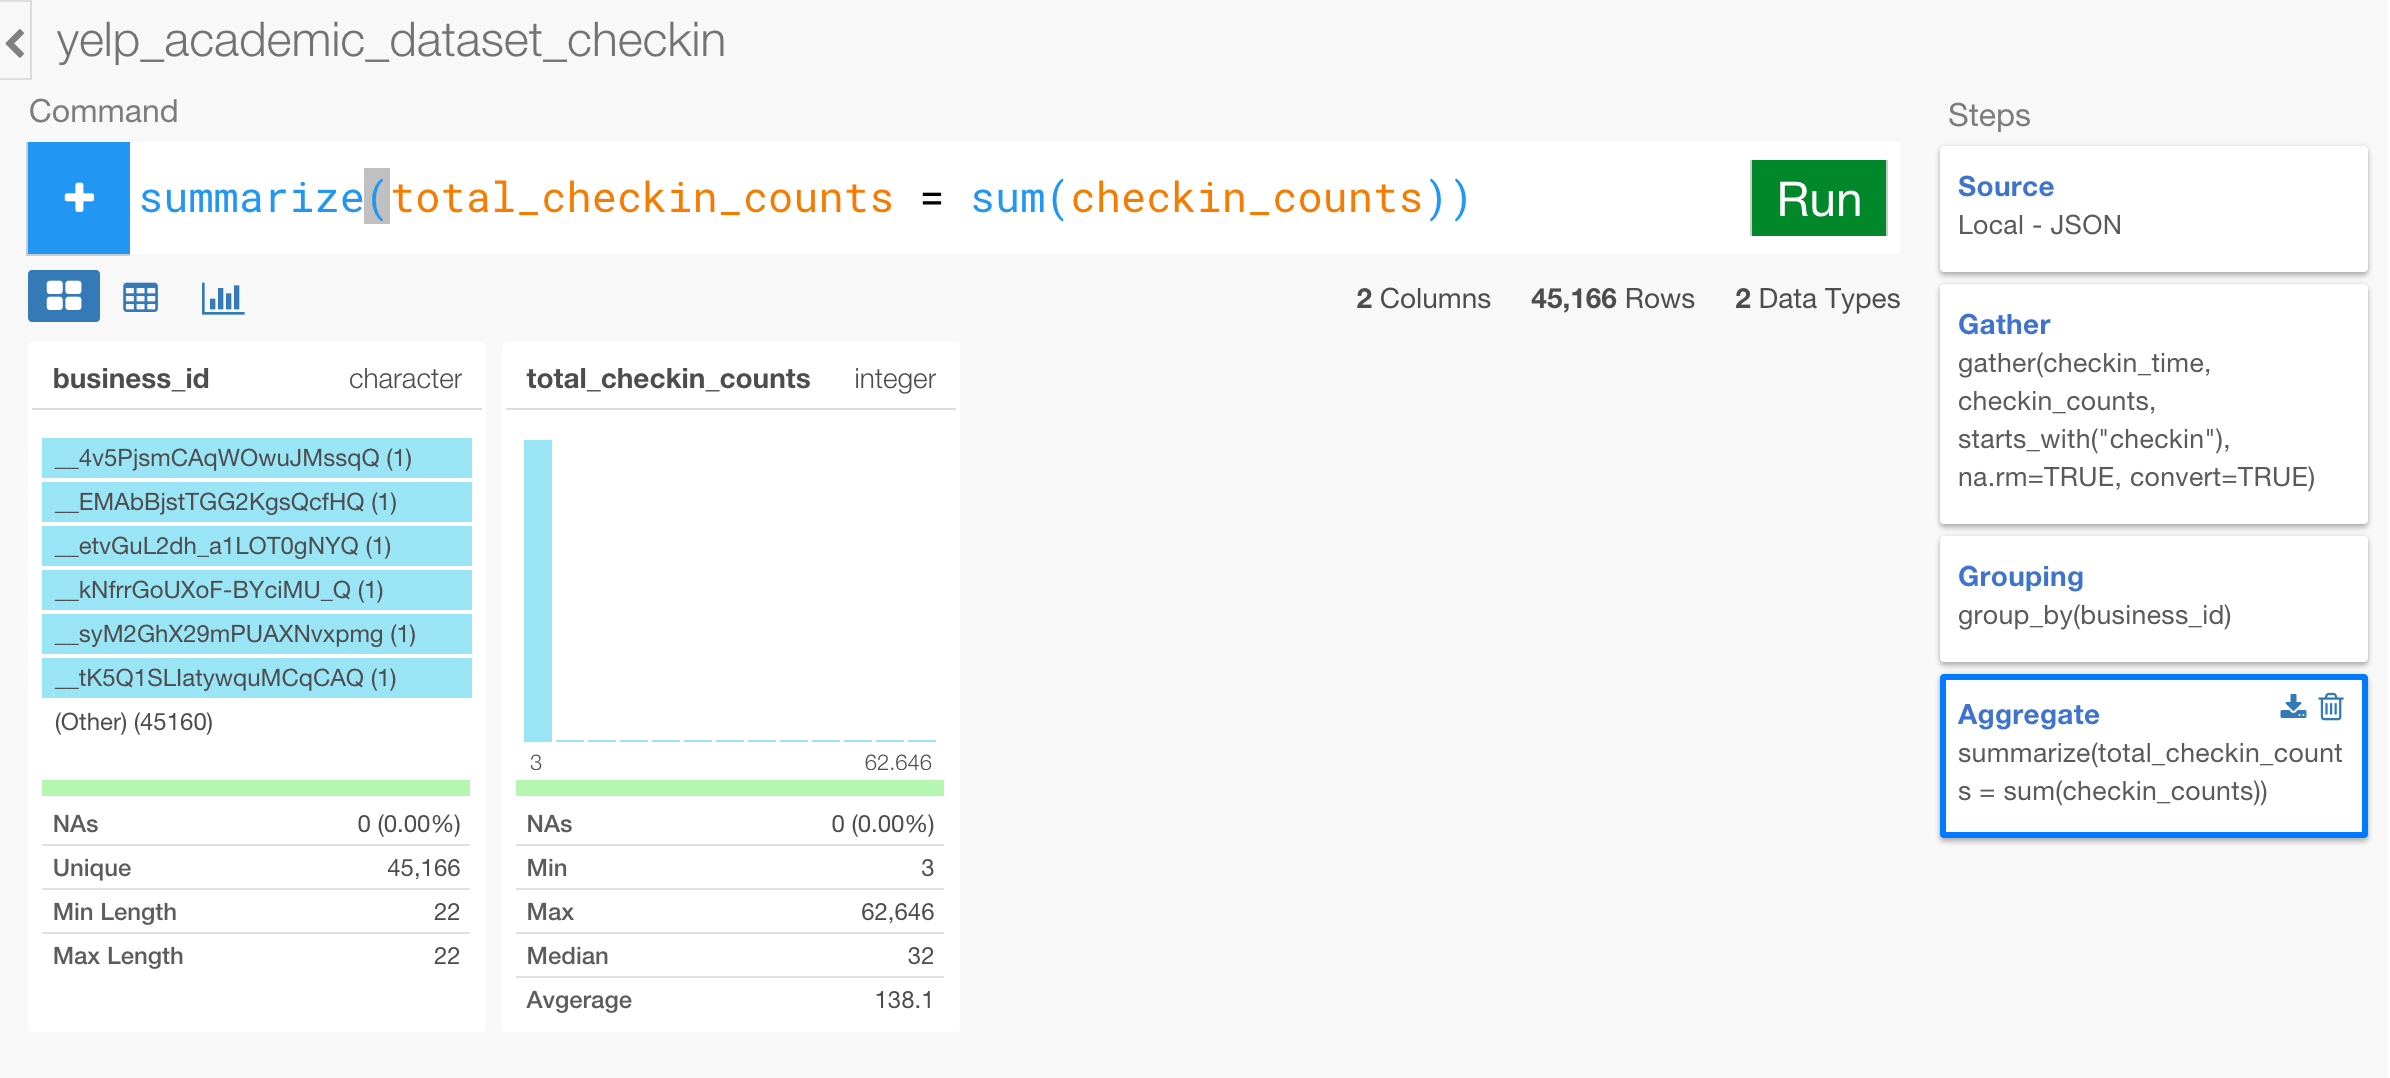 yelp_academic_dataset_checkin
Command
summarize(total_checkin_counts = sum(checkin_counts))
Run
2 Columns 45,166 Rows 2 Data Types
business_id character
__4v5PjsmCAqWOwuJMssqQ (1)
__EMAbBjstTGG2KgsQcfHQ (1)
__etvGuL2dh_a1LOT0gNYQ (1)
__kNfrrGoUXoF-BYciMU_Q (1)
__syM2GhX29mPUAXNvxpmg (1)
__tK5Q1SLlatywquMCqCAQ (1)
(Other) (45160)
NAs 0 (0.00%)
Unique 45,166
Min Length 22
Max Length 22
total_checkin_counts integer
3 62.646
NAs 0 (0.00%)
Min 3
Max 62,646
Median 32
Avgerage 138.1
Steps
Source
Local - JSON
Gather
gather(checkin_time,
checkin_counts,
starts_with("checkin"),
na.rm=TRUE, convert=TRUE)
Grouping
group_by(business_id)
Aggregate
summarize(total_checkin_count
s = sum(checkin_counts))